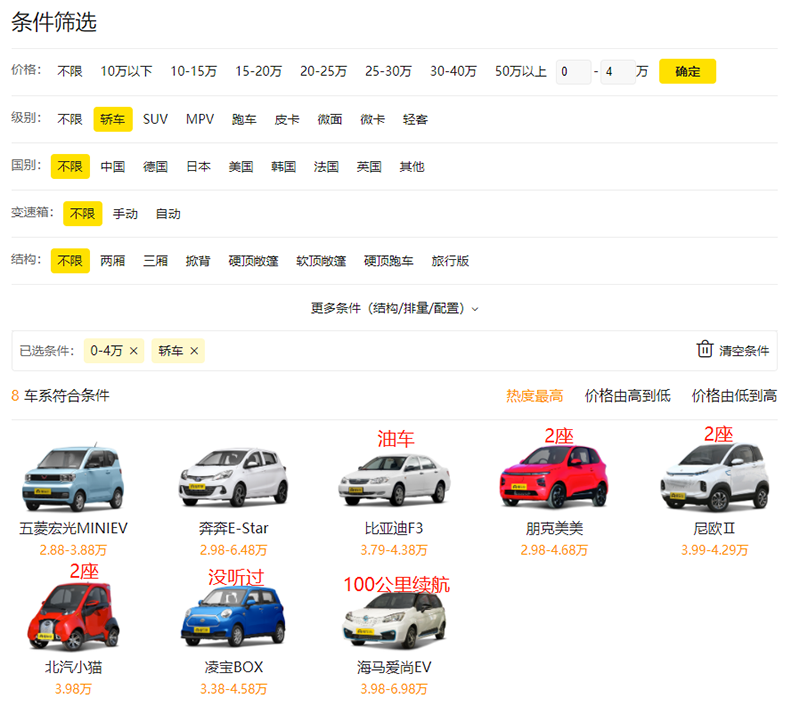 条件筛选
价格： 不限 10万以下 10-15万 15-20万 20-25万 25-30万 30-40万 50万以上 0 - 4 万 确定
级别： 不限 轿车 SUV MPV 跑车 皮卡 微面 微卡 轻客
国别： 不限 中国 德国 日本 美国 韩国 法国 英国 其他
变速箱： 不限 手动 自动
结构： 不限 两厢 三厢 掀背 硬顶敞篷 软顶敞篷 硬顶跑车 旅行版
更多条件（结构/排量/配置）
已选条件： 0-4万 × 轿车 × 清空条件
8 车系符合条件 热度最高 价格由高到低 价格由低到高
油车 2座 2座
五菱宏光MINIEV 奔奔E-Star 比亚迪F3 朋克美美 尼欧II
2.88-3.88万 2.98-6.48万 3.79-4.38万 2.98-4.68万 3.99-4.29万
2座 没听过 100公里续航
北汽小猫 凌宝BOX 海马爱尚EV
3.98万 3.38-4.58万 3.98-6.98万